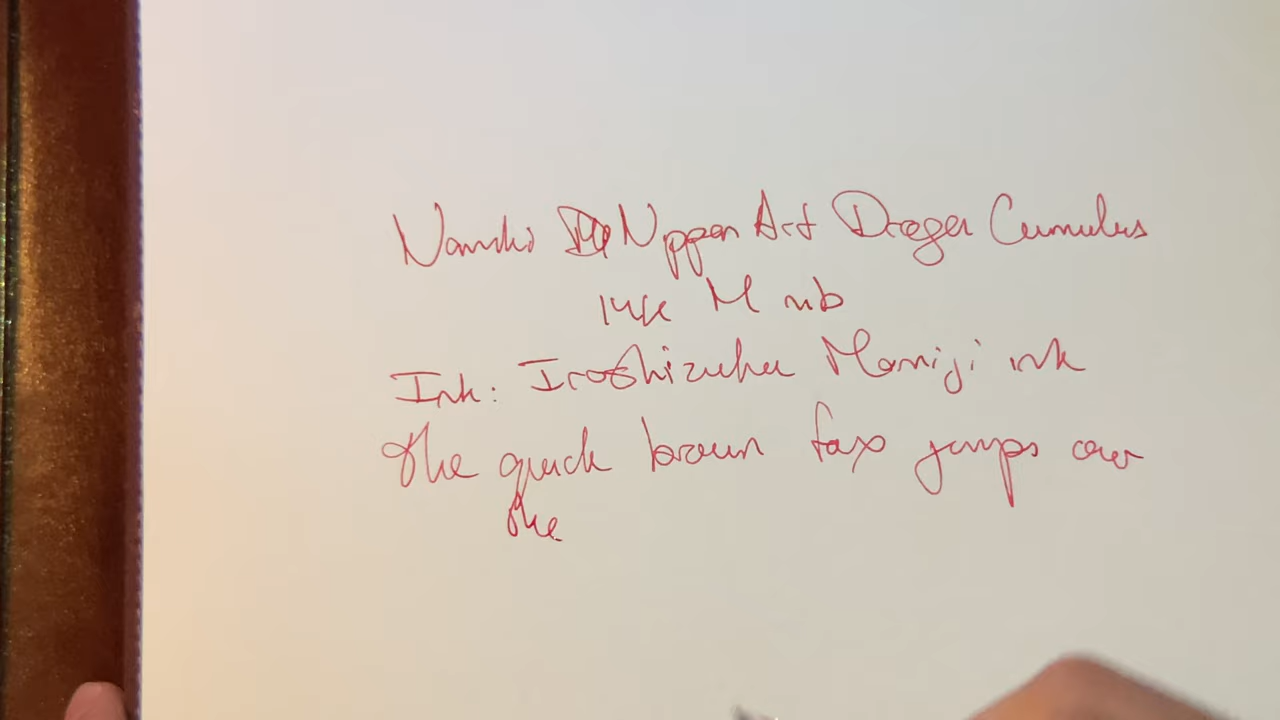 Namiki Nippon Art Dragon Cumulus
14k M nib
Ink: Iroshizuku Momiji ink
the quick brown fox jumps over
the